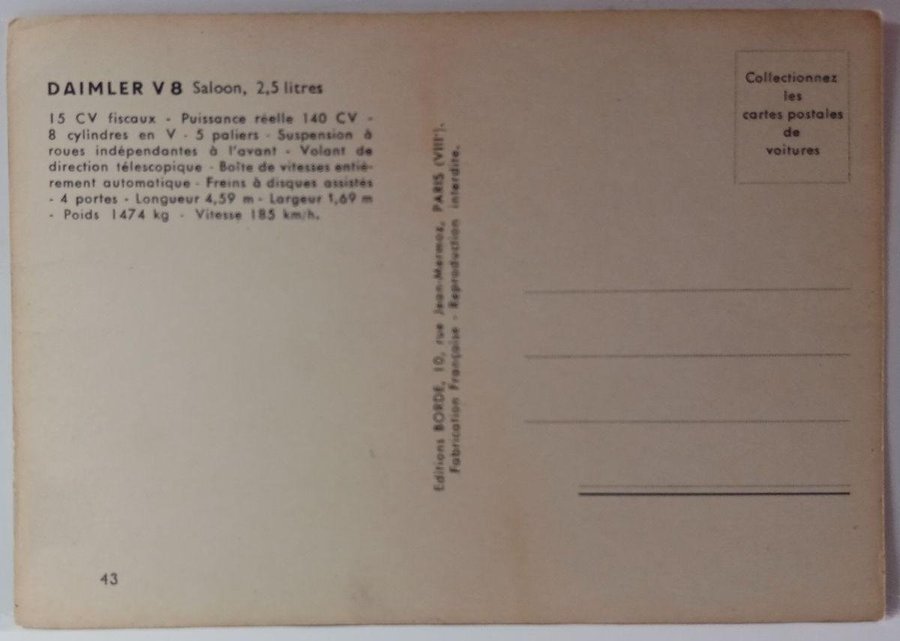 DAIMLER V8 Saloon, 2,5 litres
15 CV fiscaux - Puissance réelle 140 CV -
8 cylindres en V - 5 paliers - Suspension à
roues indépendantes à l'avant - Volant de
direction télescopique - Boîte de vitesses entiè-
rement automatique - Freins à disques assistés
- 4 portes - Longueur 4,59 m - Largeur 1,69 m
- Poids 1474 kg - Vitesse 185 km/h.
43
Editions BORDE, 10, rue Jean-Mermoz, PARIS (VIIIe).
Fabrication Française - Reproduction interdite.
Collectionnez
les
cartes postales
de
voitures